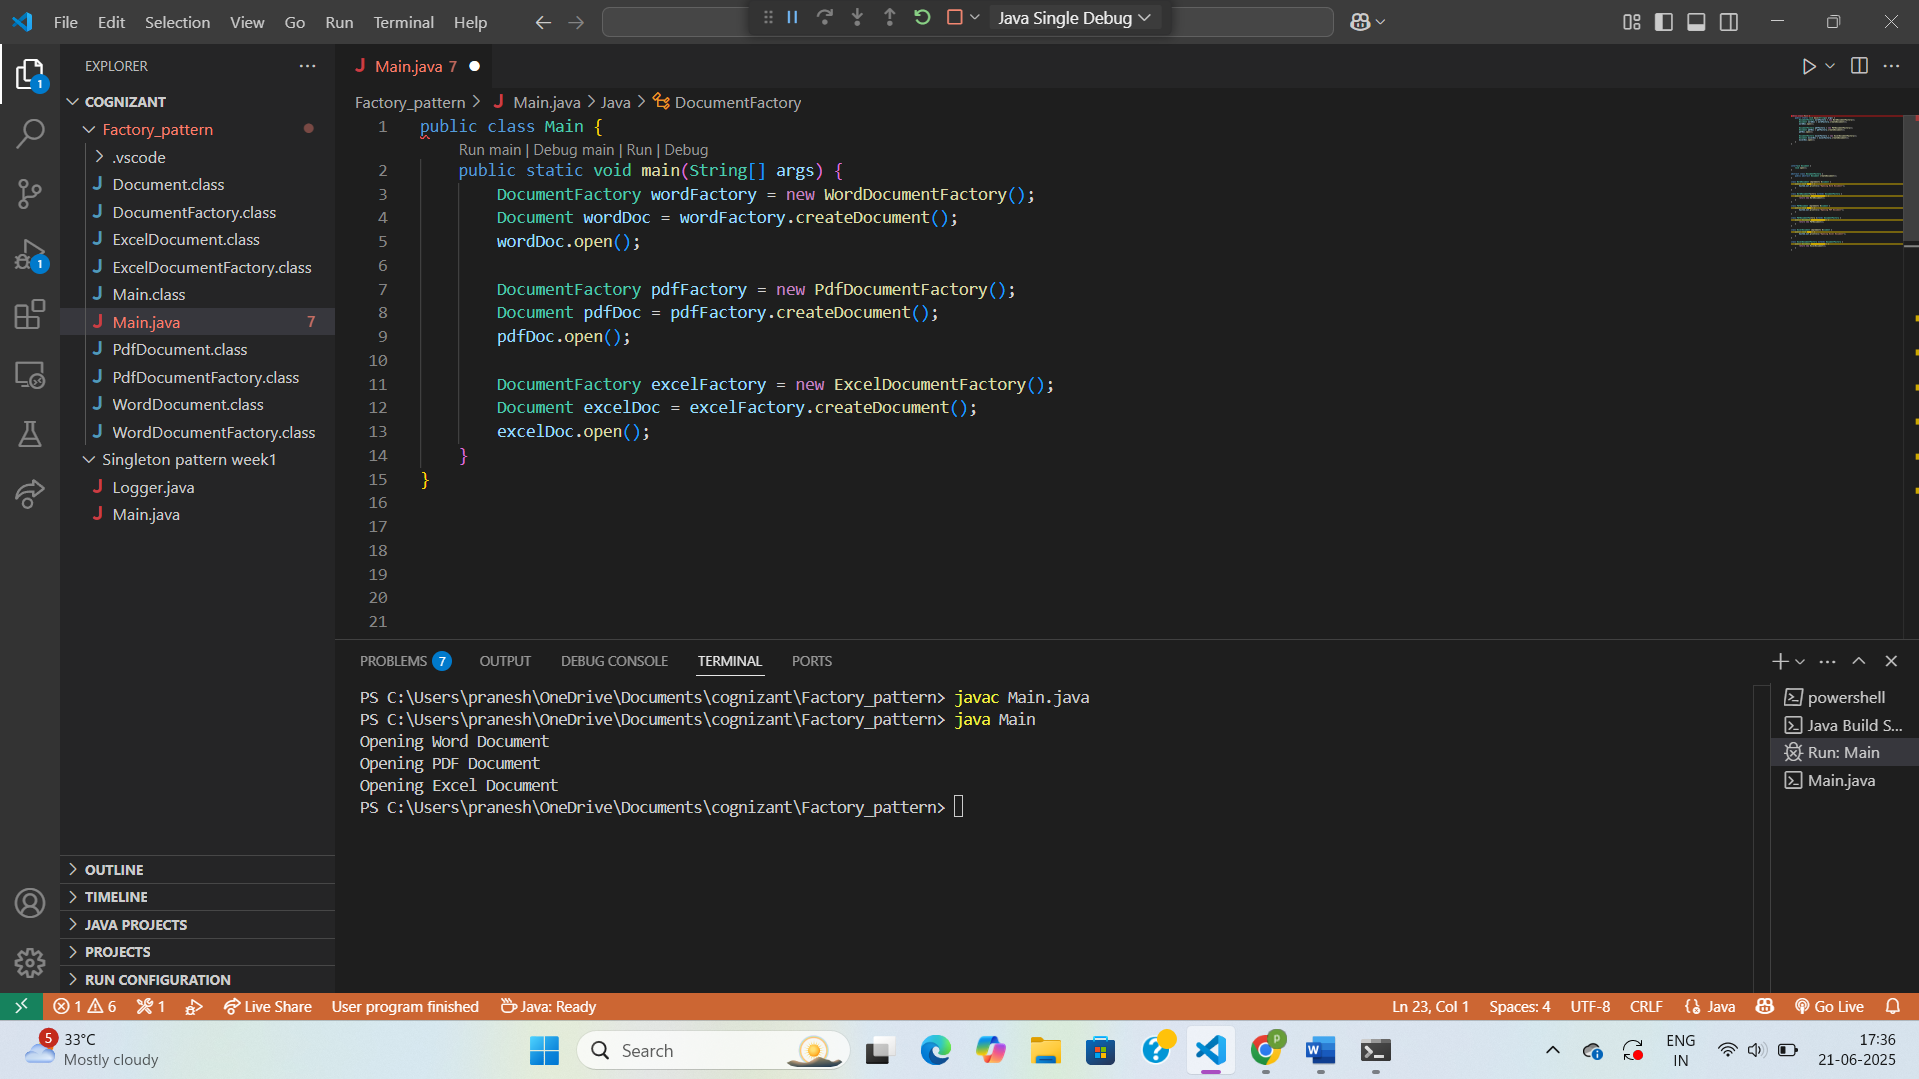 File Edit Selection View Go Run Terminal Help
Java Single Debug
EXPLORER
COGNIZANT
Factory_pattern
.vscode
Document.class
DocumentFactory.class
ExcelDocument.class
ExcelDocumentFactory.class
Main.class
Main.java 7
PdfDocument.class
PdfDocumentFactory.class
WordDocument.class
WordDocumentFactory.class
Singleton pattern week1
Logger.java
Main.java
OUTLINE
TIMELINE
JAVA PROJECTS
PROJECTS
RUN CONFIGURATION
1
1
Main.java 7
Factory_pattern > Main.java > Java > DocumentFactory
1 public class Main {
Run main | Debug main | Run | Debug
2 public static void main(String[] args) {
3 DocumentFactory wordFactory = new WordDocumentFactory();
4 Document wordDoc = wordFactory.createDocument();
5 wordDoc.open();
6
7 DocumentFactory pdfFactory = new PdfDocumentFactory();
8 Document pdfDoc = pdfFactory.createDocument();
9 pdfDoc.open();
10
11 DocumentFactory excelFactory = new ExcelDocumentFactory();
12 Document excelDoc = excelFactory.createDocument();
13 excelDoc.open();
14 }
15 }
16
17
18
19
20
21
PROBLEMS 7 OUTPUT DEBUG CONSOLE TERMINAL PORTS
PS C:\Users\pranesh\OneDrive\Documents\cognizant\Factory_pattern> javac Main.java
PS C:\Users\pranesh\OneDrive\Documents\cognizant\Factory_pattern> java Main
Opening Word Document
Opening PDF Document
Opening Excel Document
PS C:\Users\pranesh\OneDrive\Documents\cognizant\Factory_pattern>
powershell
Java Build S...
Run: Main
Main.java
1 6 1 Live Share User program finished Java: Ready Ln 23, Col 1 Spaces: 4 UTF-8 CRLF Java Go Live
5
33°C
Mostly cloudy
Search
P
ENG
IN
17:36
21-06-2025